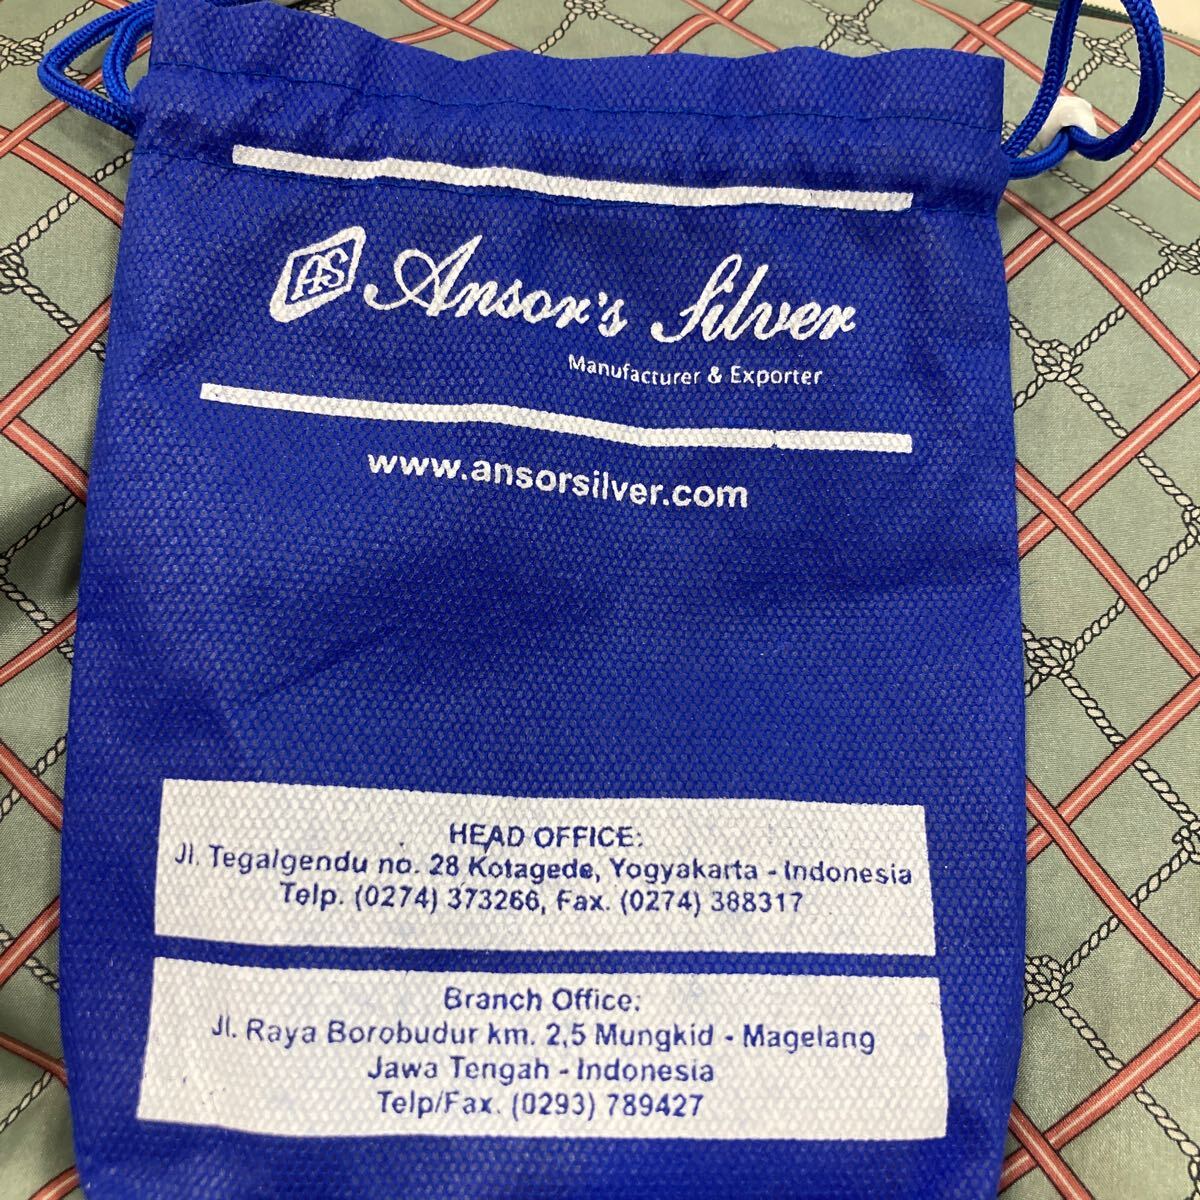 AS Ansor's Silver
Manufacturer & Exporter
www.ansorsilver.com
HEAD OFFICE:
Jl. Tegalgendu no. 28 Kotagede, Yogyakarta - Indonesia
Telp. (0274) 373266, Fax. (0274) 388317
Branch Office:
Jl. Raya Borobudur km. 2,5 Mungkid - Magelang
Jawa Tengah - Indonesia
Telp/Fax. (0293) 789427